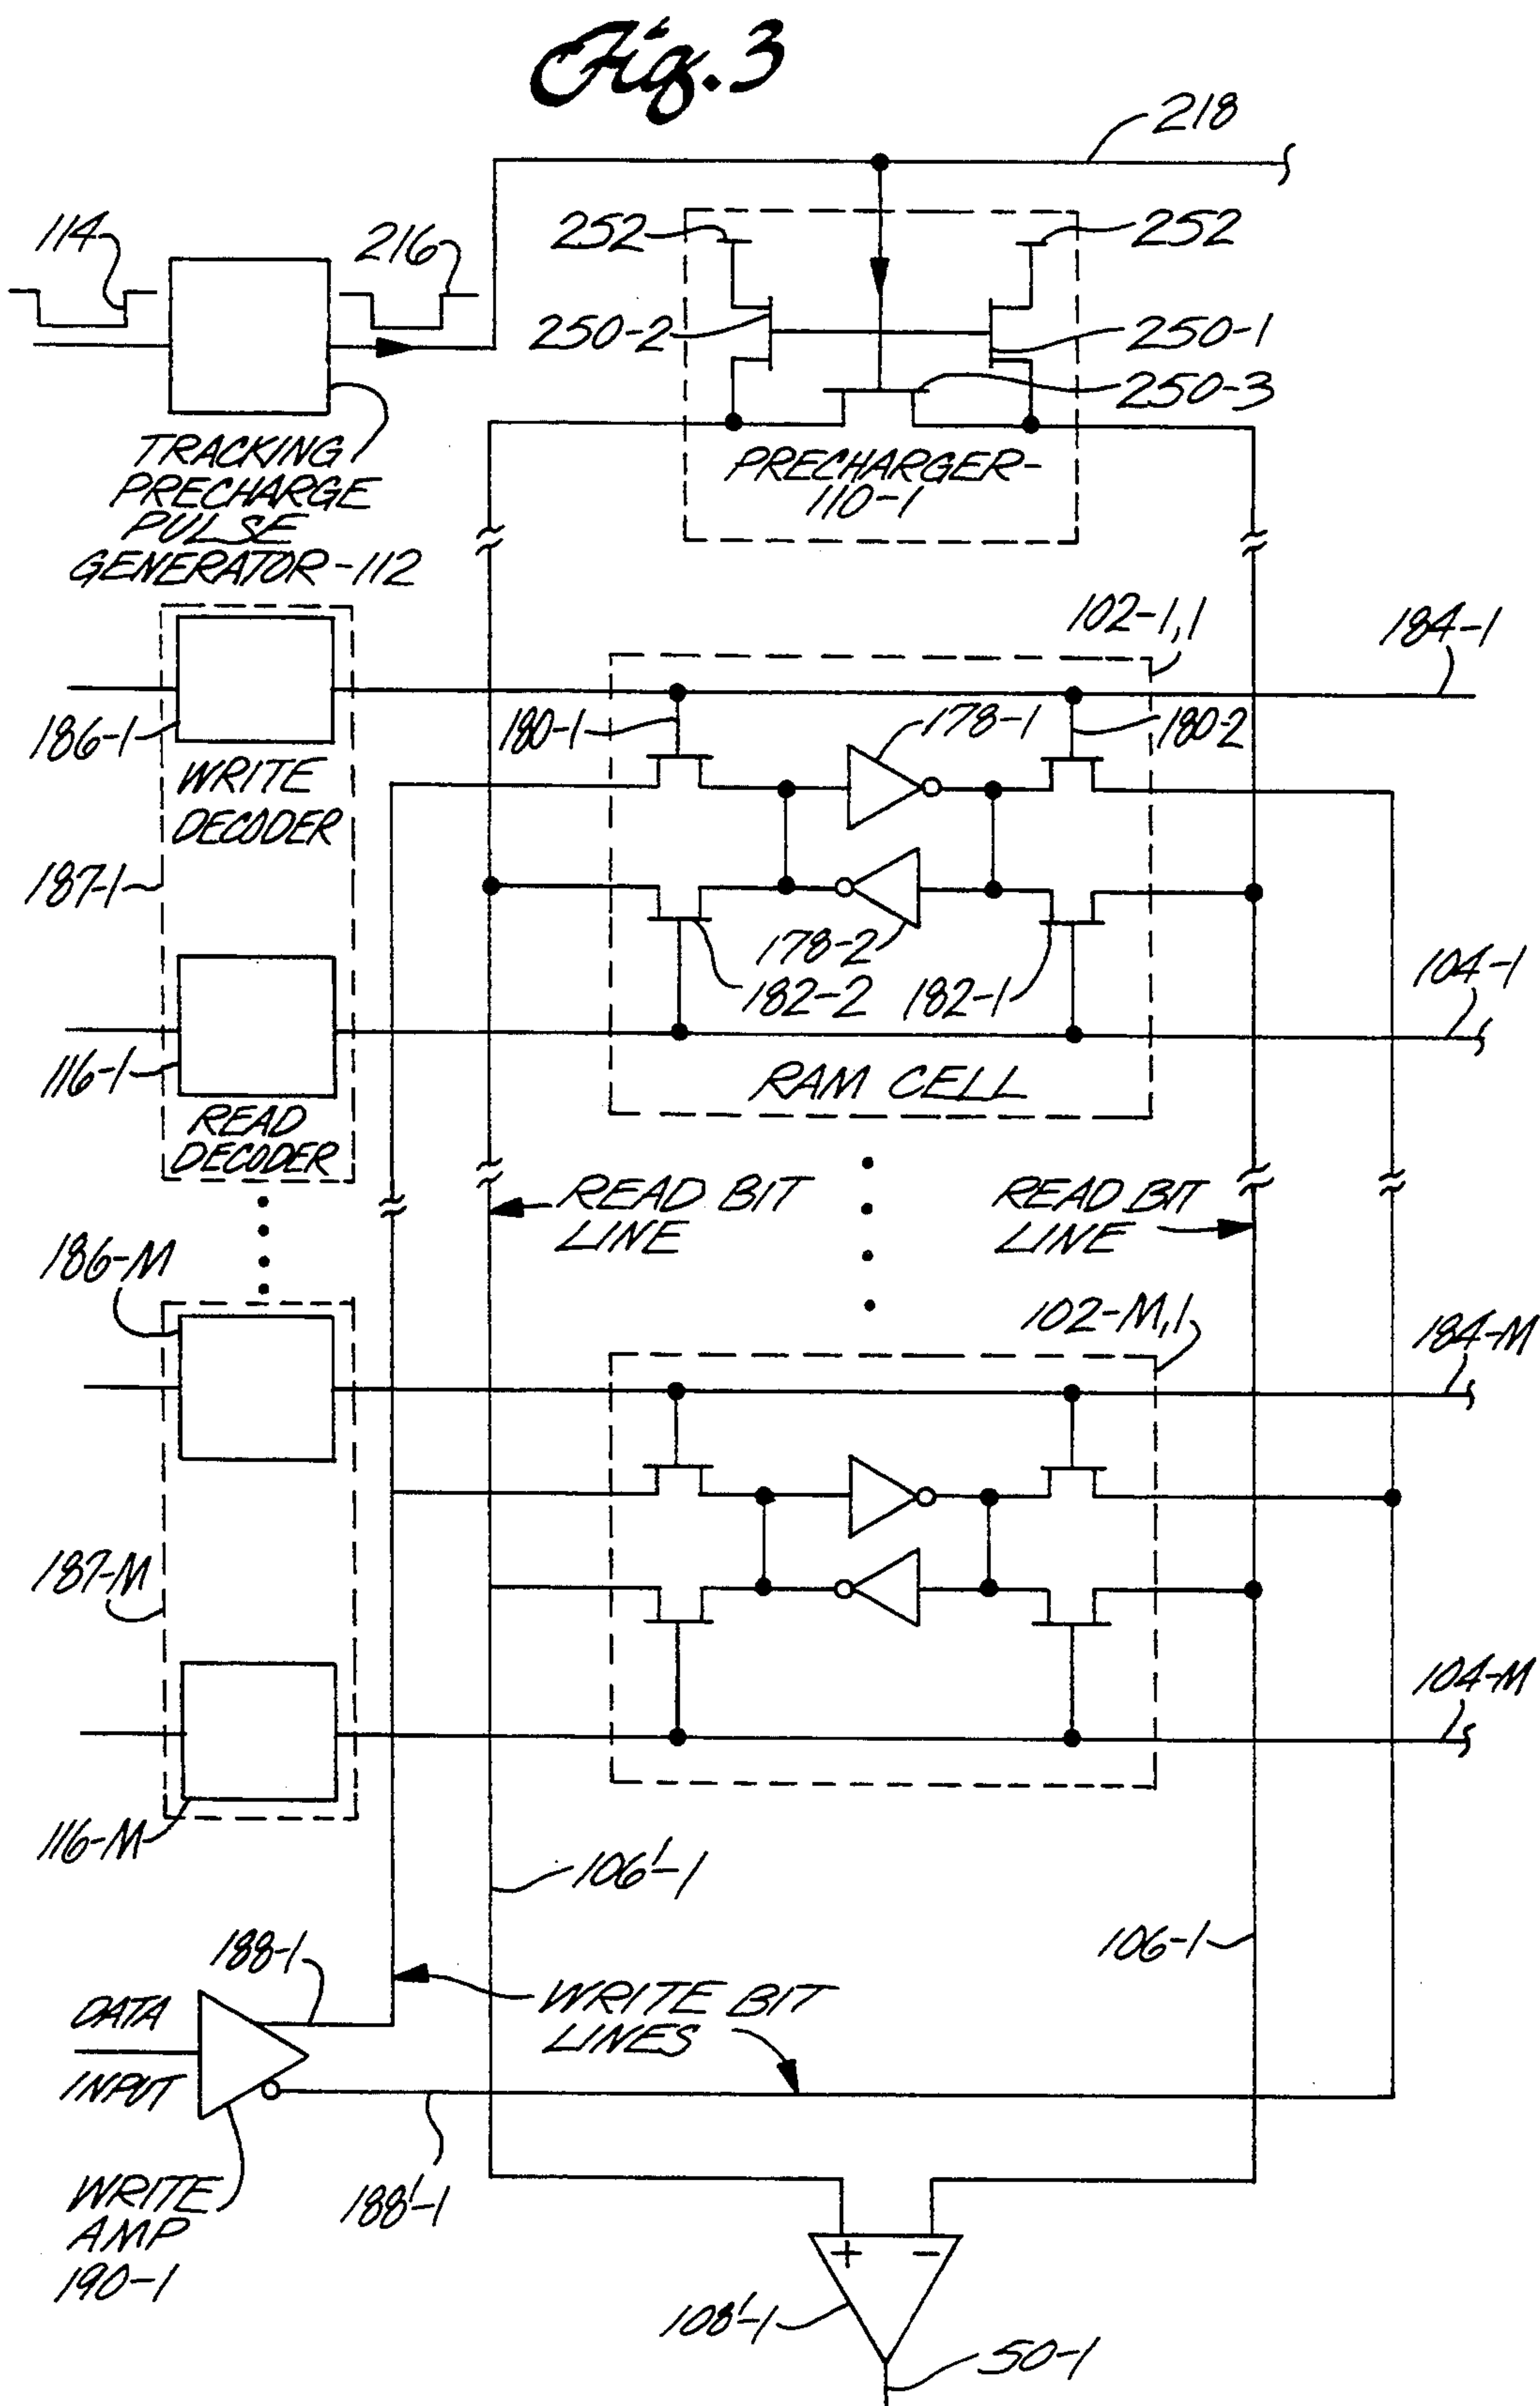 Fig. 3
218
114
216
252
252
250-2
250-1
250-3
TRACKING
PRECHARGE
PULSE
GENERATOR-112
PRECHARGER-
110-1
102-1,1
184-1
186-1
180-1
178-1
180-2
WRITE
DECODER
187-1
178-2
182-2
182-1
104-1
116-1
READ
DECODER
RAM CELL
READ BIT
LINE
READ BIT
LINE
186-M
102-M,1
184-M
187-M
104-M
116-M
106'-1
106-1
188-1
DATA
INPUT
WRITE BIT
LINES
188'-1
WRITE
AMP
190-1
+ −
108'-1
50-1